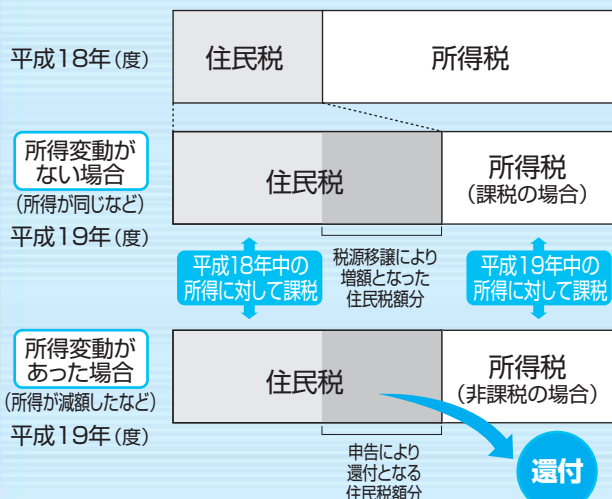 平成18年(度)
住民税
所得税
所得変動が
ない場合
(所得が同じなど)
平成19年(度)
住民税
所得税
(課税の場合)
平成18年中の
所得に対して課税
税源移譲により
増額となった
住民税額分
平成19年中の
所得に対して課税
所得変動が
あった場合
(所得が減額したなど)
平成19年(度)
住民税
所得税
(非課税の場合)
申告により
還付となる
住民税額分
還付